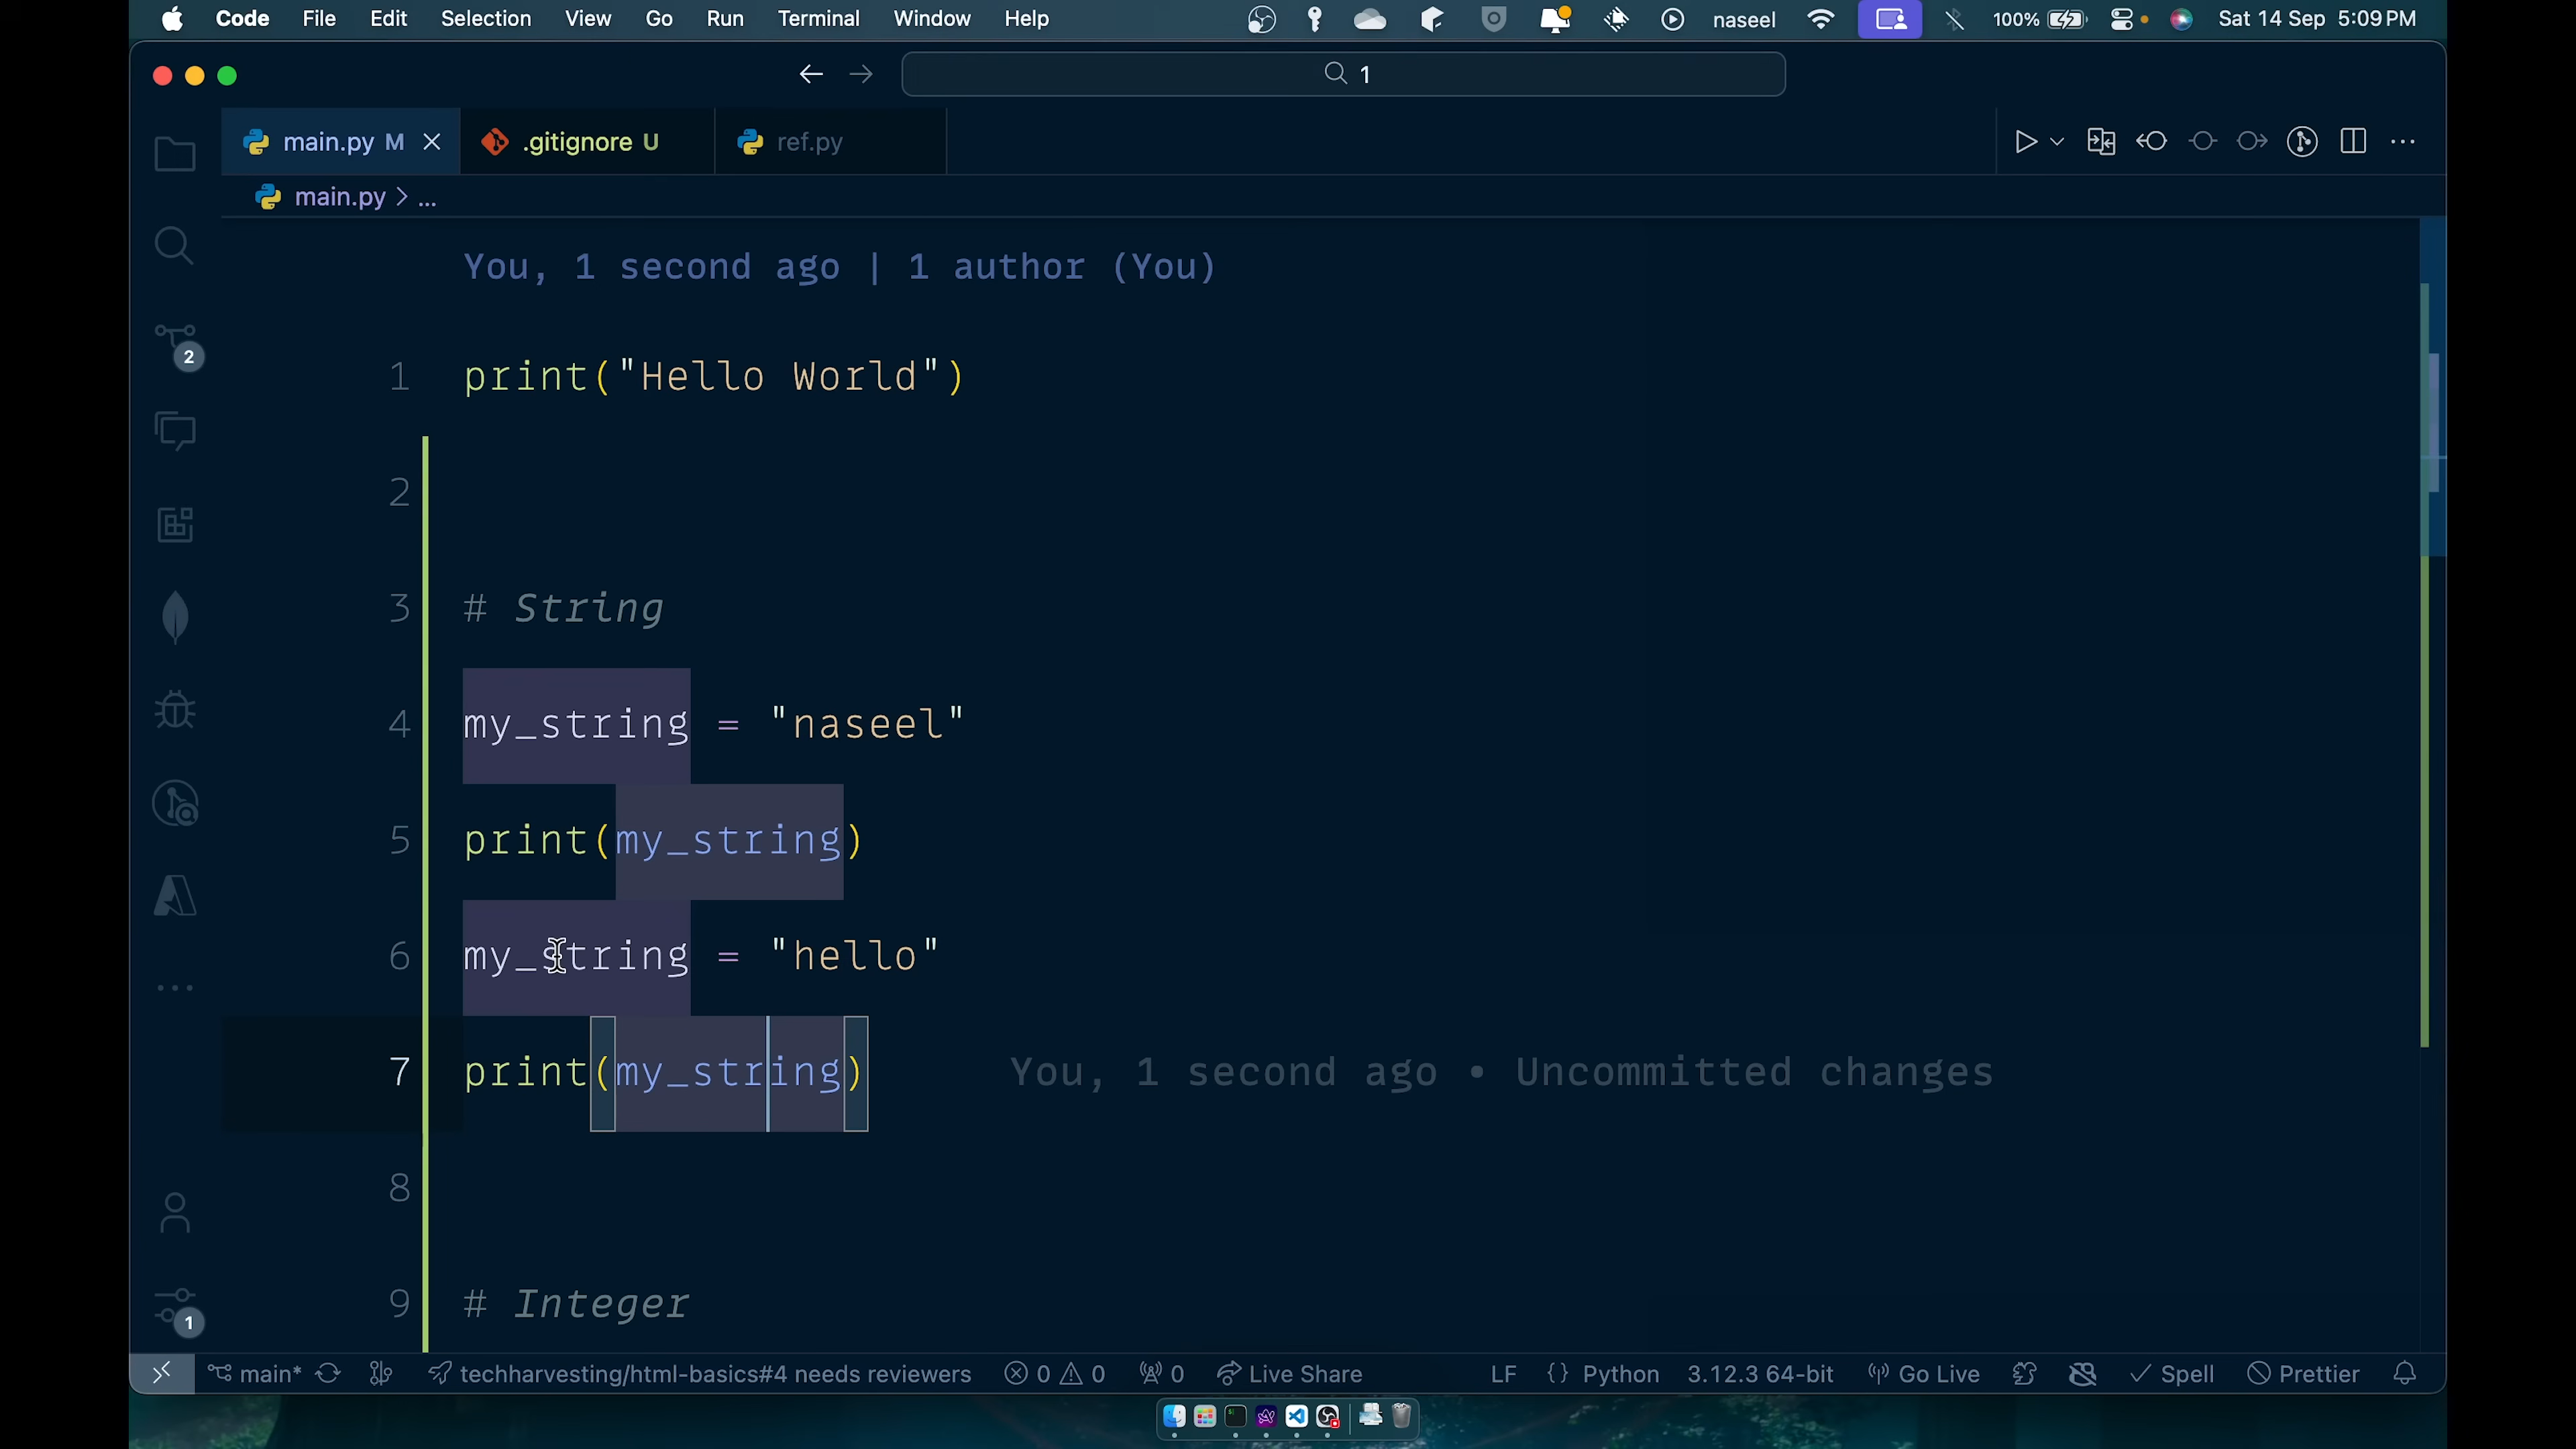 Code File Edit Selection View Go Run Terminal Window Help naseel 100% Sat 14 Sep 5:09 PM
1
main.py M .gitignore U ref.py
main.py > ...
You, 1 second ago | 1 author (You)
1 print("Hello World")
2
3 # String
4 my_string = "naseel"
5 print(my_string)
6 my_string = "hello"
7 print(my_string) You, 1 second ago • Uncommitted changes
8
9 # Integer
2
1
main* techharvesting/html-basics#4 needs reviewers 0 0 0 Live Share LF {} Python 3.12.3 64-bit Go Live Spell Prettier